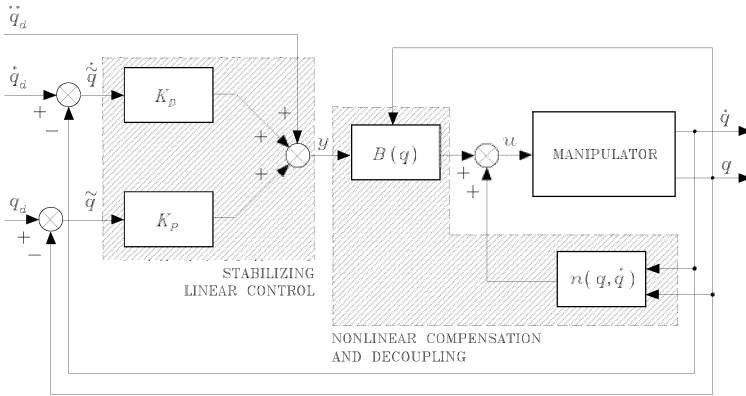 q̈_d
q̇_d
+
−
q̃̇
K_D
+
+
y
B(q)
+
+
u
MANIPULATOR
q̇
q
q_d
+
−
q̃
K_P
+
STABILIZING
LINEAR CONTROL
n(q,q̇)
NONLINEAR COMPENSATION
AND DECOUPLING